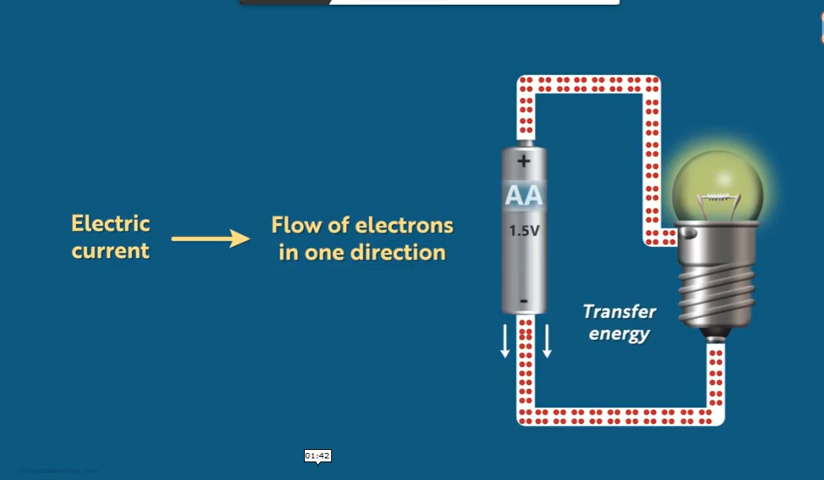 Electric
current
Flow of electrons
in one direction
+
AA
1.5V
-
Transfer
energy
01:42